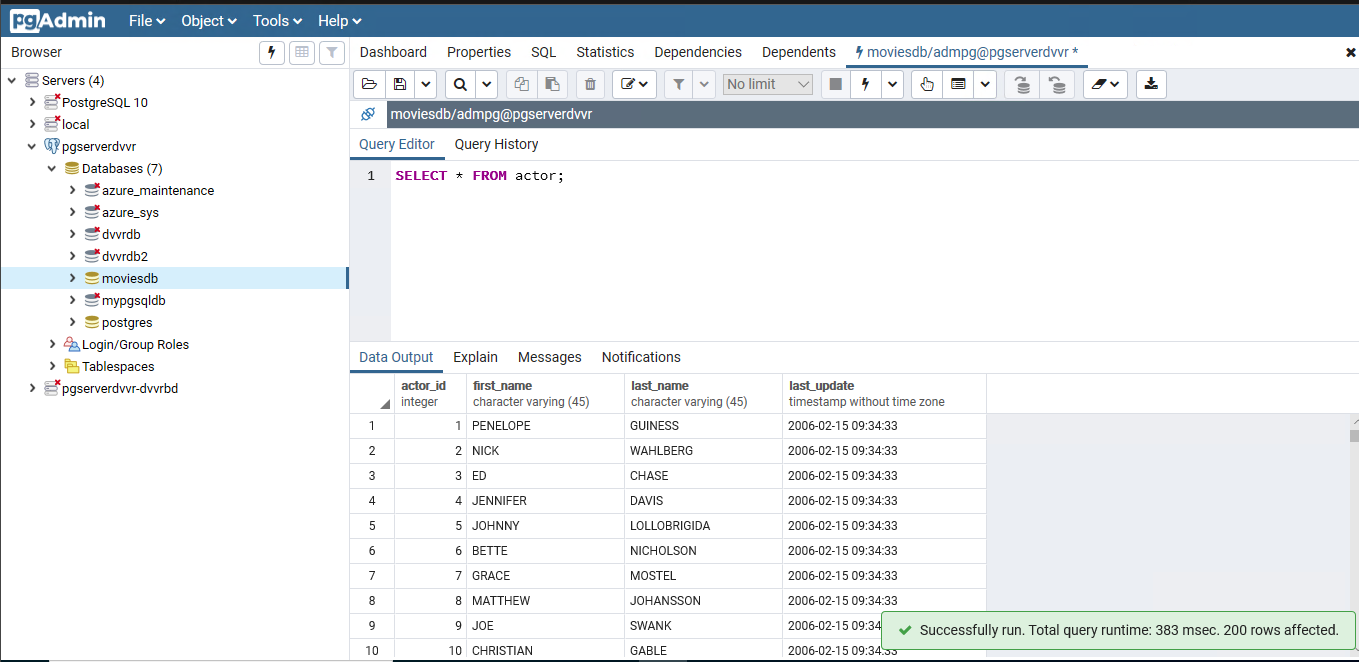 pgAdmin File Object Tools Help
Browser
Dashboard Properties SQL Statistics Dependencies Dependents moviesdb/admpg@pgserverdvvr *
No limit
Servers (4)
PostgreSQL 10
local
pgserverdvvr
Databases (7)
azure_maintenance
azure_sys
dvvrdb
dvvrdb2
moviesdb
mypgsqldb
postgres
Login/Group Roles
Tablespaces
pgserverdvvr-dvvrbd
moviesdb/admpg@pgserverdvvr
Query Editor Query History
1 SELECT * FROM actor;
Data Output Explain Messages Notifications
actor_id first_name last_name last_update
integer character varying (45) character varying (45) timestamp without time zone
1 1 PENELOPE GUINESS 2006-02-15 09:34:33
2 2 NICK WAHLBERG 2006-02-15 09:34:33
3 3 ED CHASE 2006-02-15 09:34:33
4 4 JENNIFER DAVIS 2006-02-15 09:34:33
5 5 JOHNNY LOLLOBRIGIDA 2006-02-15 09:34:33
6 6 BETTE NICHOLSON 2006-02-15 09:34:33
7 7 GRACE MOSTEL 2006-02-15 09:34:33
8 8 MATTHEW JOHANSSON 2006-02-15 09:34:33
9 9 JOE SWANK 2006-02-15 09:34
10 10 CHRISTIAN GABLE 2006-02-15 09:34:33
Successfully run. Total query runtime: 383 msec. 200 rows affected.